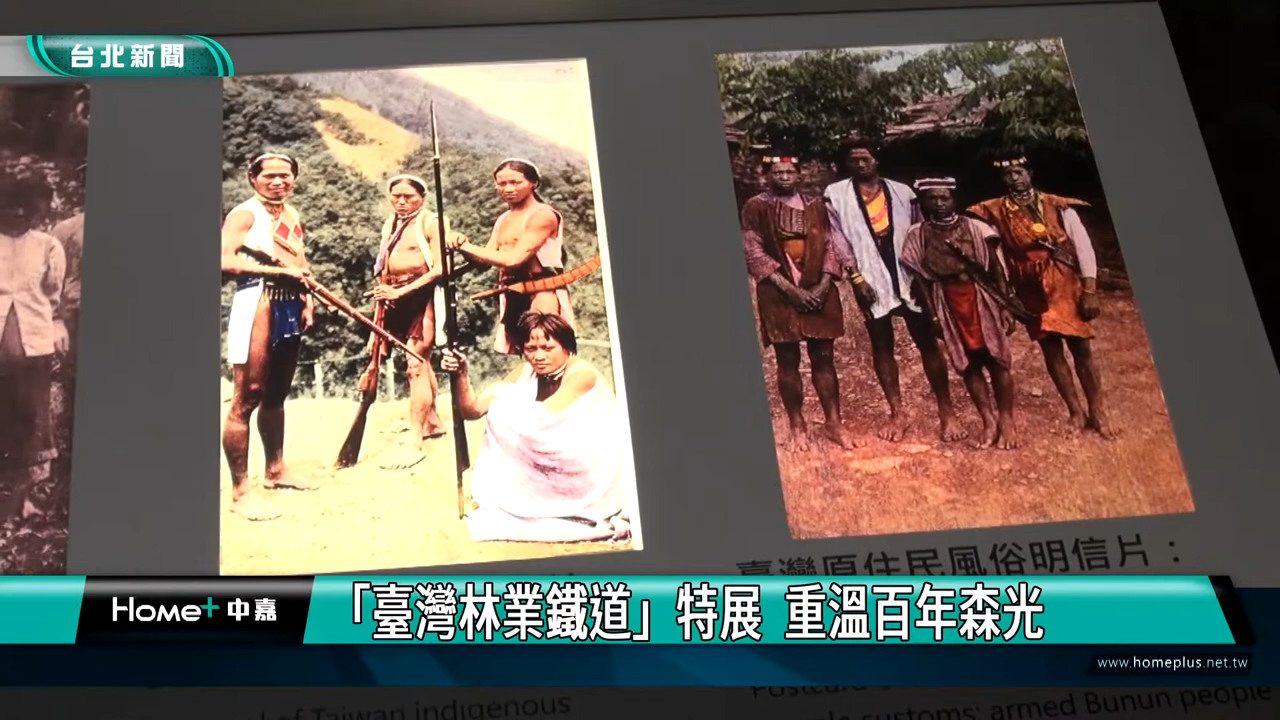 台北新聞
臺灣原住民風俗明信片：
Home+中嘉
「臺灣林業鐵道」特展 重溫百年森光
www.homeplus.net.tw
of Taiwan indigenous
Postcard
customs: armed Bunun people